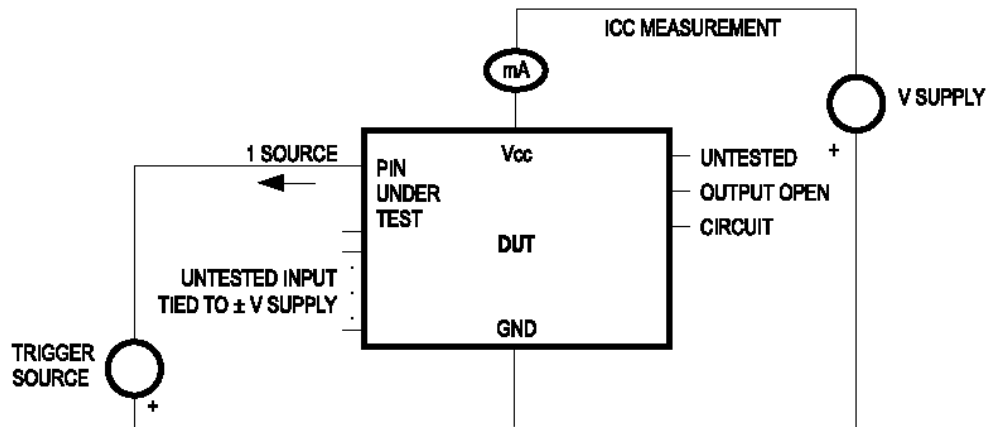 ICC MEASUREMENT
mA
V SUPPLY
+
Vcc
1 SOURCE
PIN
UNDER
TEST
UNTESTED
OUTPUT OPEN
CIRCUIT
DUT
UNTESTED INPUT
TIED TO ± V SUPPLY
GND
TRIGGER
SOURCE
+